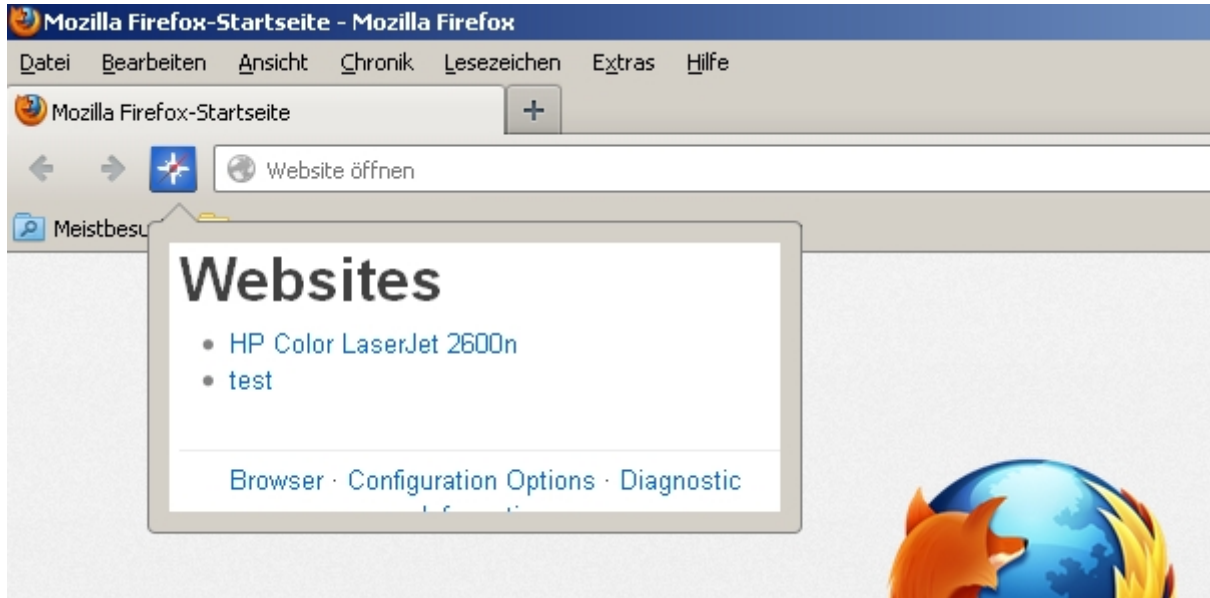 Mozilla Firefox-Startseite - Mozilla Firefox
Datei Bearbeiten Ansicht Chronik Lesezeichen Extras Hilfe
Mozilla Firefox-Startseite +
Website öffnen
Meistbesu
Websites
• HP Color LaserJet 2600n
• test
Browser · Configuration Options · Diagnostic